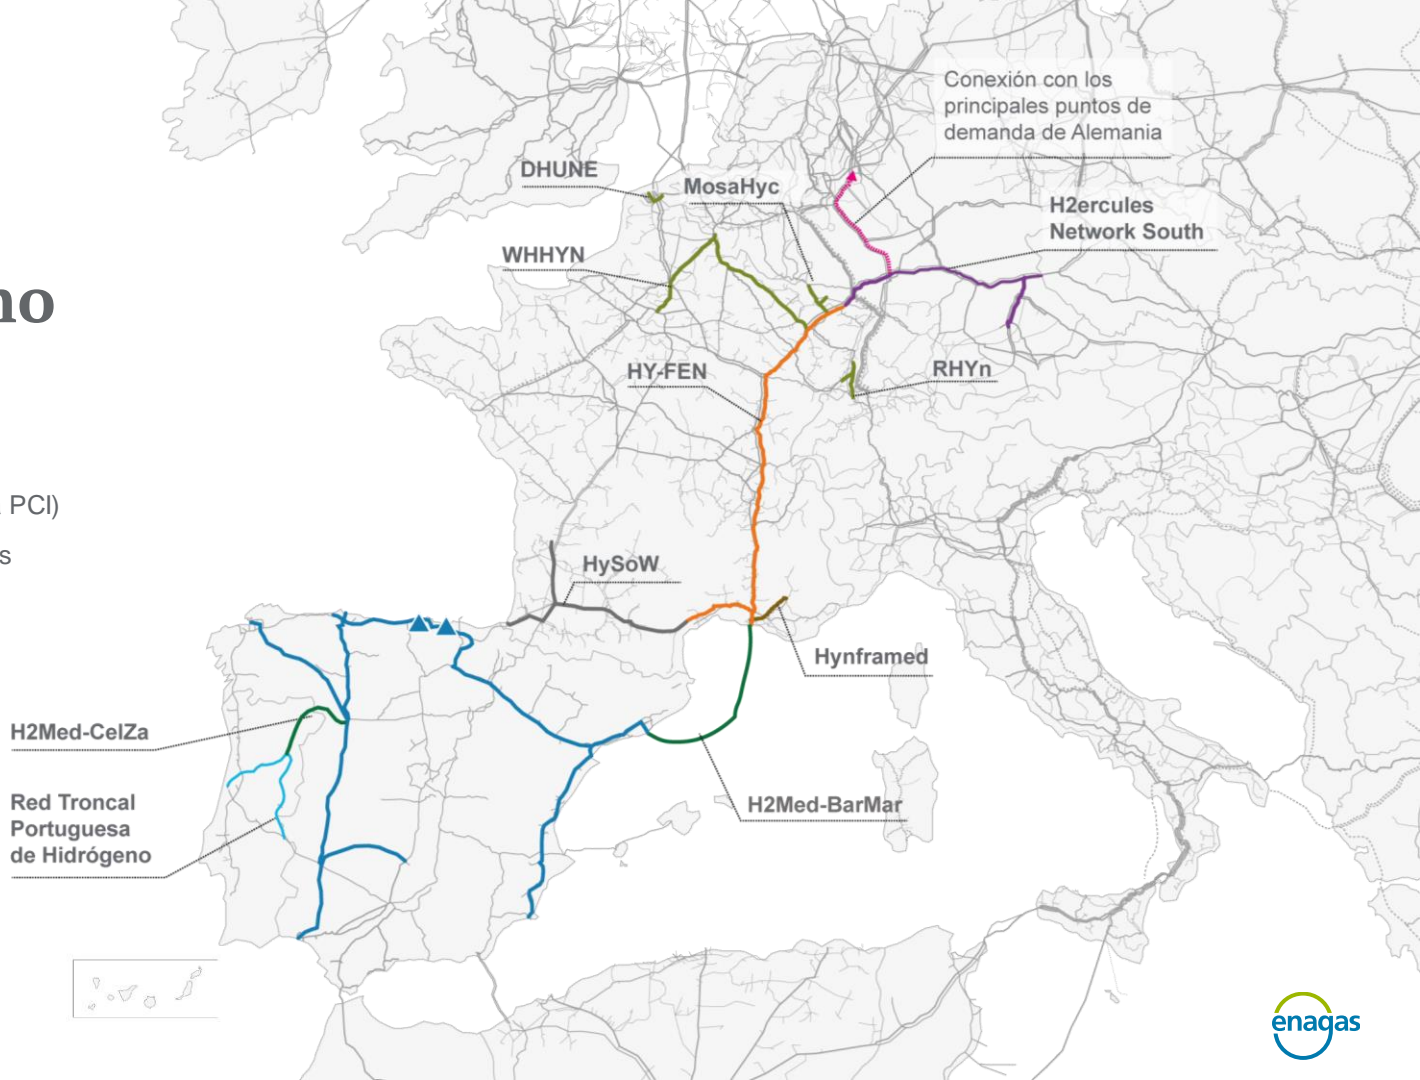 Conexión con los
principales puntos de
demanda de Alemania
DHUNE
MosaHyc
H2ercules
Network South
WHHYN
no
HY-FEN
RHYn
PCI)
s
HySoW
Hynframed
H2Med-CelZa
H2Med-BarMar
Red Troncal
Portuguesa
de Hidrógeno
enagas